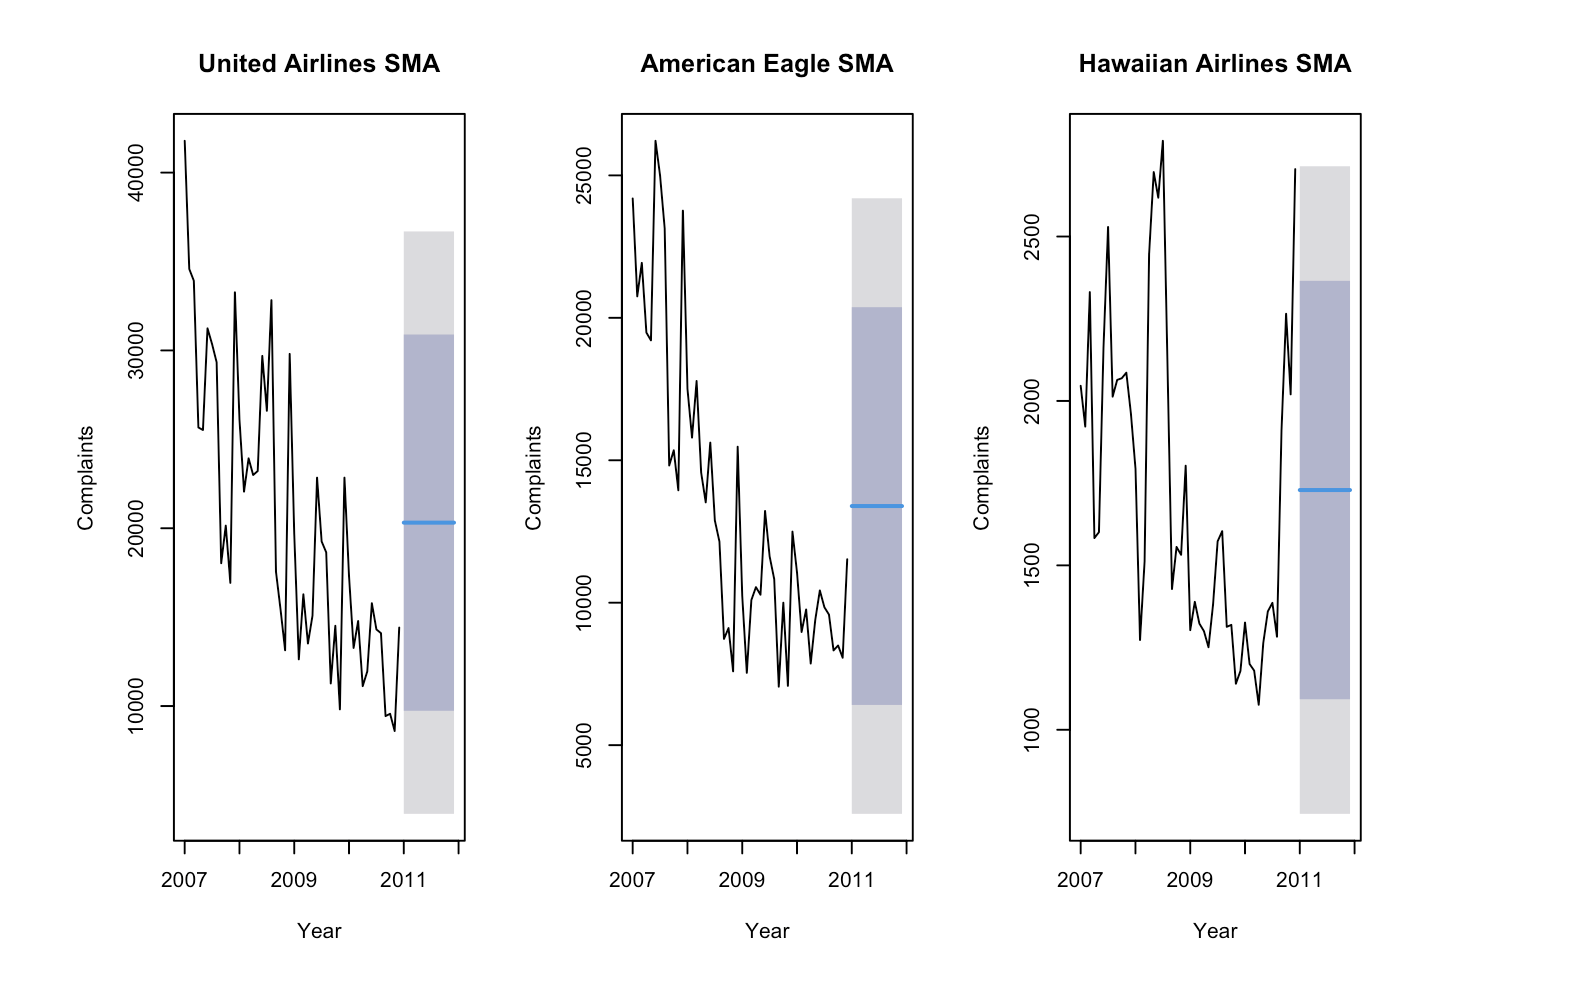 United Airlines SMA
Complaints
40000
30000
20000
10000
2007
2009
2011
Year
American Eagle SMA
Complaints
25000
20000
15000
10000
5000
2007
2009
2011
Year
Hawaiian Airlines SMA
Complaints
2500
2000
1500
1000
2007
2009
2011
Year